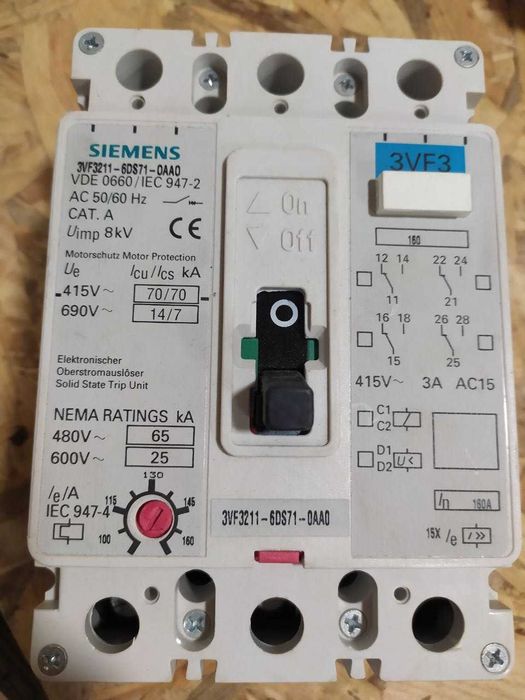 SIEMENS
3VF3211-6DS71-0AA0
VDE 0660/IEC 947-2
AC 50/60 Hz
CAT. A
Uimp 8kV
CE
Motorschutz Motor Protection
Ue Icu/Ics kA
415V~ 70/70
690V~ 14/7
Elektronischer
Oberstromauslöser
Solid State Trip Unit
NEMA RATINGS kA
480V~ 65
600V~ 25
Ie/A
IEC 947-4
100
115
130
145
160
On
Off
O
3VF3211-6DS71-0AA0
3VF3
160
12 14 22 24
11 21
16 18 26 28
15 25
415V~ 3A AC15
C1
C2
D1
D2 U<
In 160A
15X Ie I>>